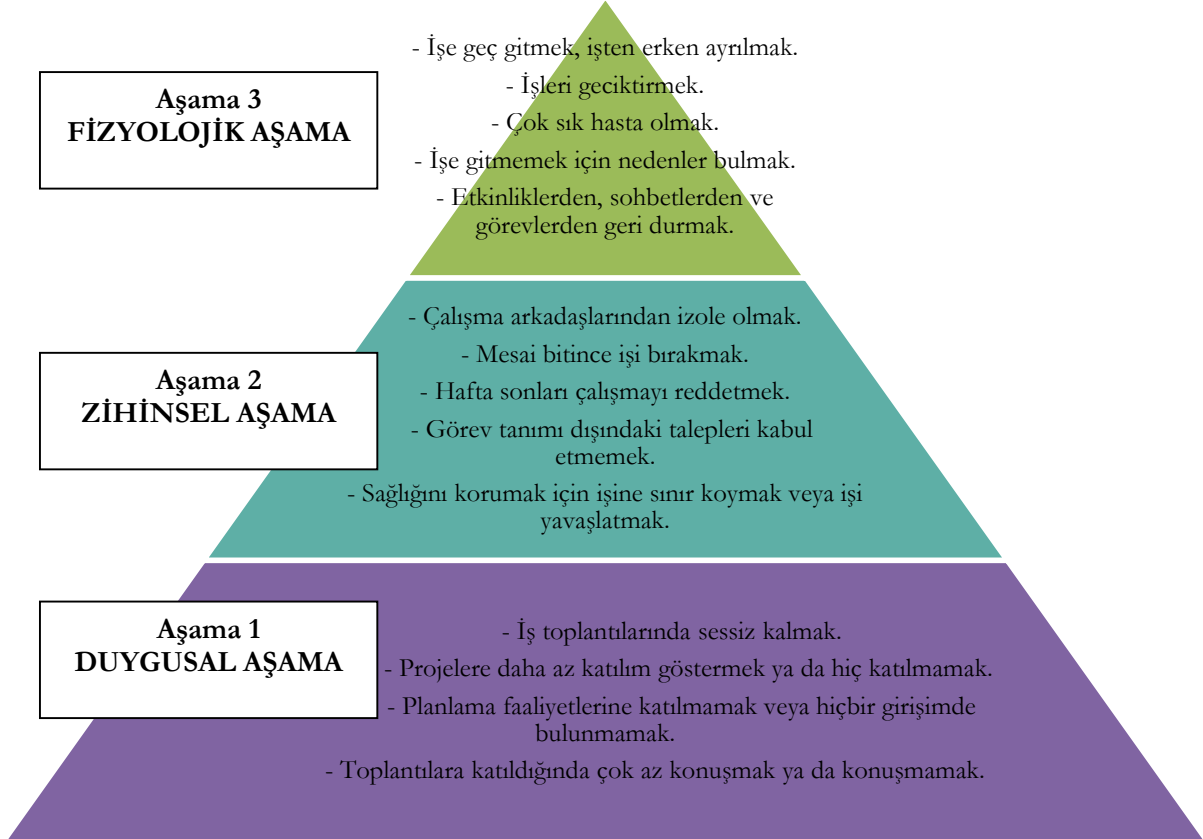 Aşama 3
FİZYOLOJİK AŞAMA
- İşe geç gitmek, işten erken ayrılmak.
- İşleri geciktirmek.
- Çok sık hasta olmak.
- İşe gitmemek için nedenler bulmak.
- Etkinliklerden, sohbetlerden ve
görevlerden geri durmak.
Aşama 2
ZİHİNSEL AŞAMA
- Çalışma arkadaşlarından izole olmak.
- Mesai bitince işi bırakmak.
- Hafta sonları çalışmayı reddetmek.
- Görev tanımı dışındaki talepleri kabul
etmemek.
- Sağlığını korumak için işine sınır koymak veya işi
yavaşlatmak.
Aşama 1
DUYGUSAL AŞAMA
- İş toplantılarında sessiz kalmak.
- Projelere daha az katılım göstermek ya da hiç katılmamak.
- Planlama faaliyetlerine katılmamak veya hiçbir girişimde
bulunmamak.
- Toplantılara katıldığında çok az konuşmak ya da konuşmamak.